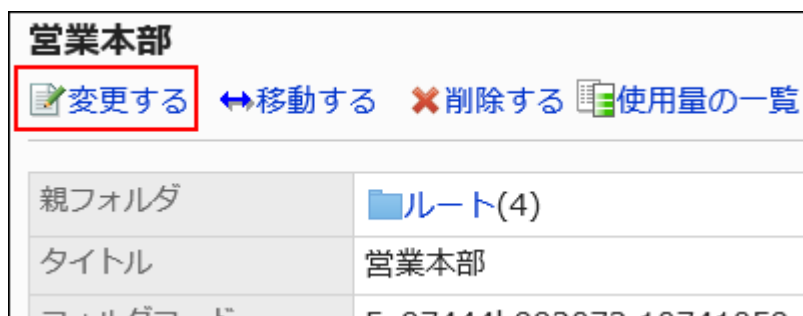 営業本部
変更する 移動する 削除する 使用量の一覧
親フォルダ ルート(4)
タイトル 営業本部